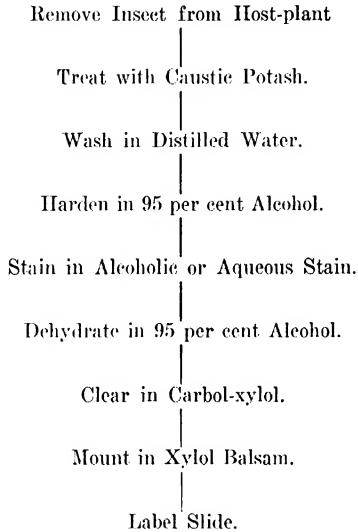 Remove Insect from Host-plant
Treat with Caustic Potash.
Wash in Distilled Water.
Harden in 95 per cent Alcohol.
Stain in Alcoholic or Aqueous Stain.
Dehydrate in 95 per cent Alcohol.
Clear in Carbol-xylol.
Mount in Xylol Balsam.
Label Slide.